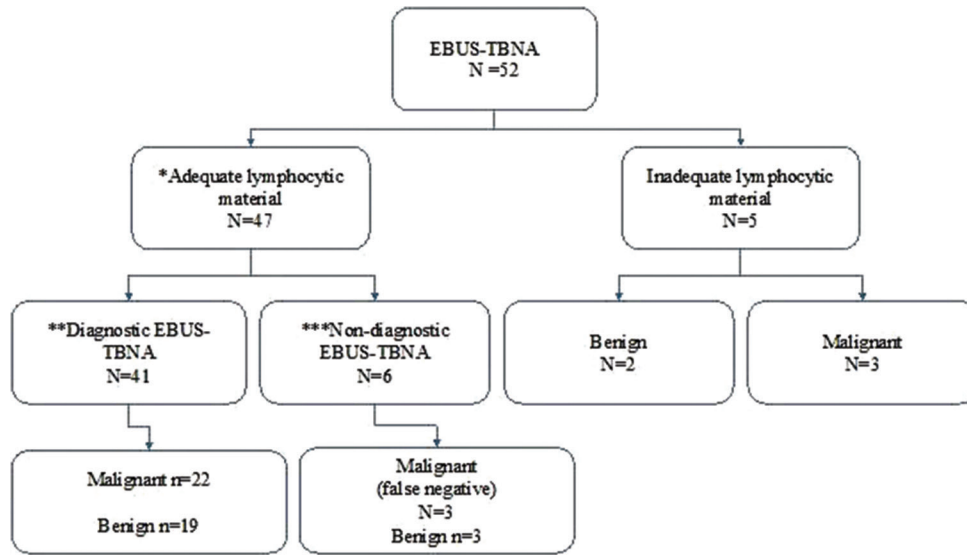 EBUS-TBNA
N =52
*Adequate lymphocytic
material
N=47
Inadequate lymphocytic
material
N=5
**Diagnostic EBUS-
TBNA
N=41
***Non-diagnostic
EBUS-TBNA
N=6
Benign
N=2
Malignant
N=3
Malignant n=22
Benign n=19
Malignant
(false negative)
N=3
Benign n=3